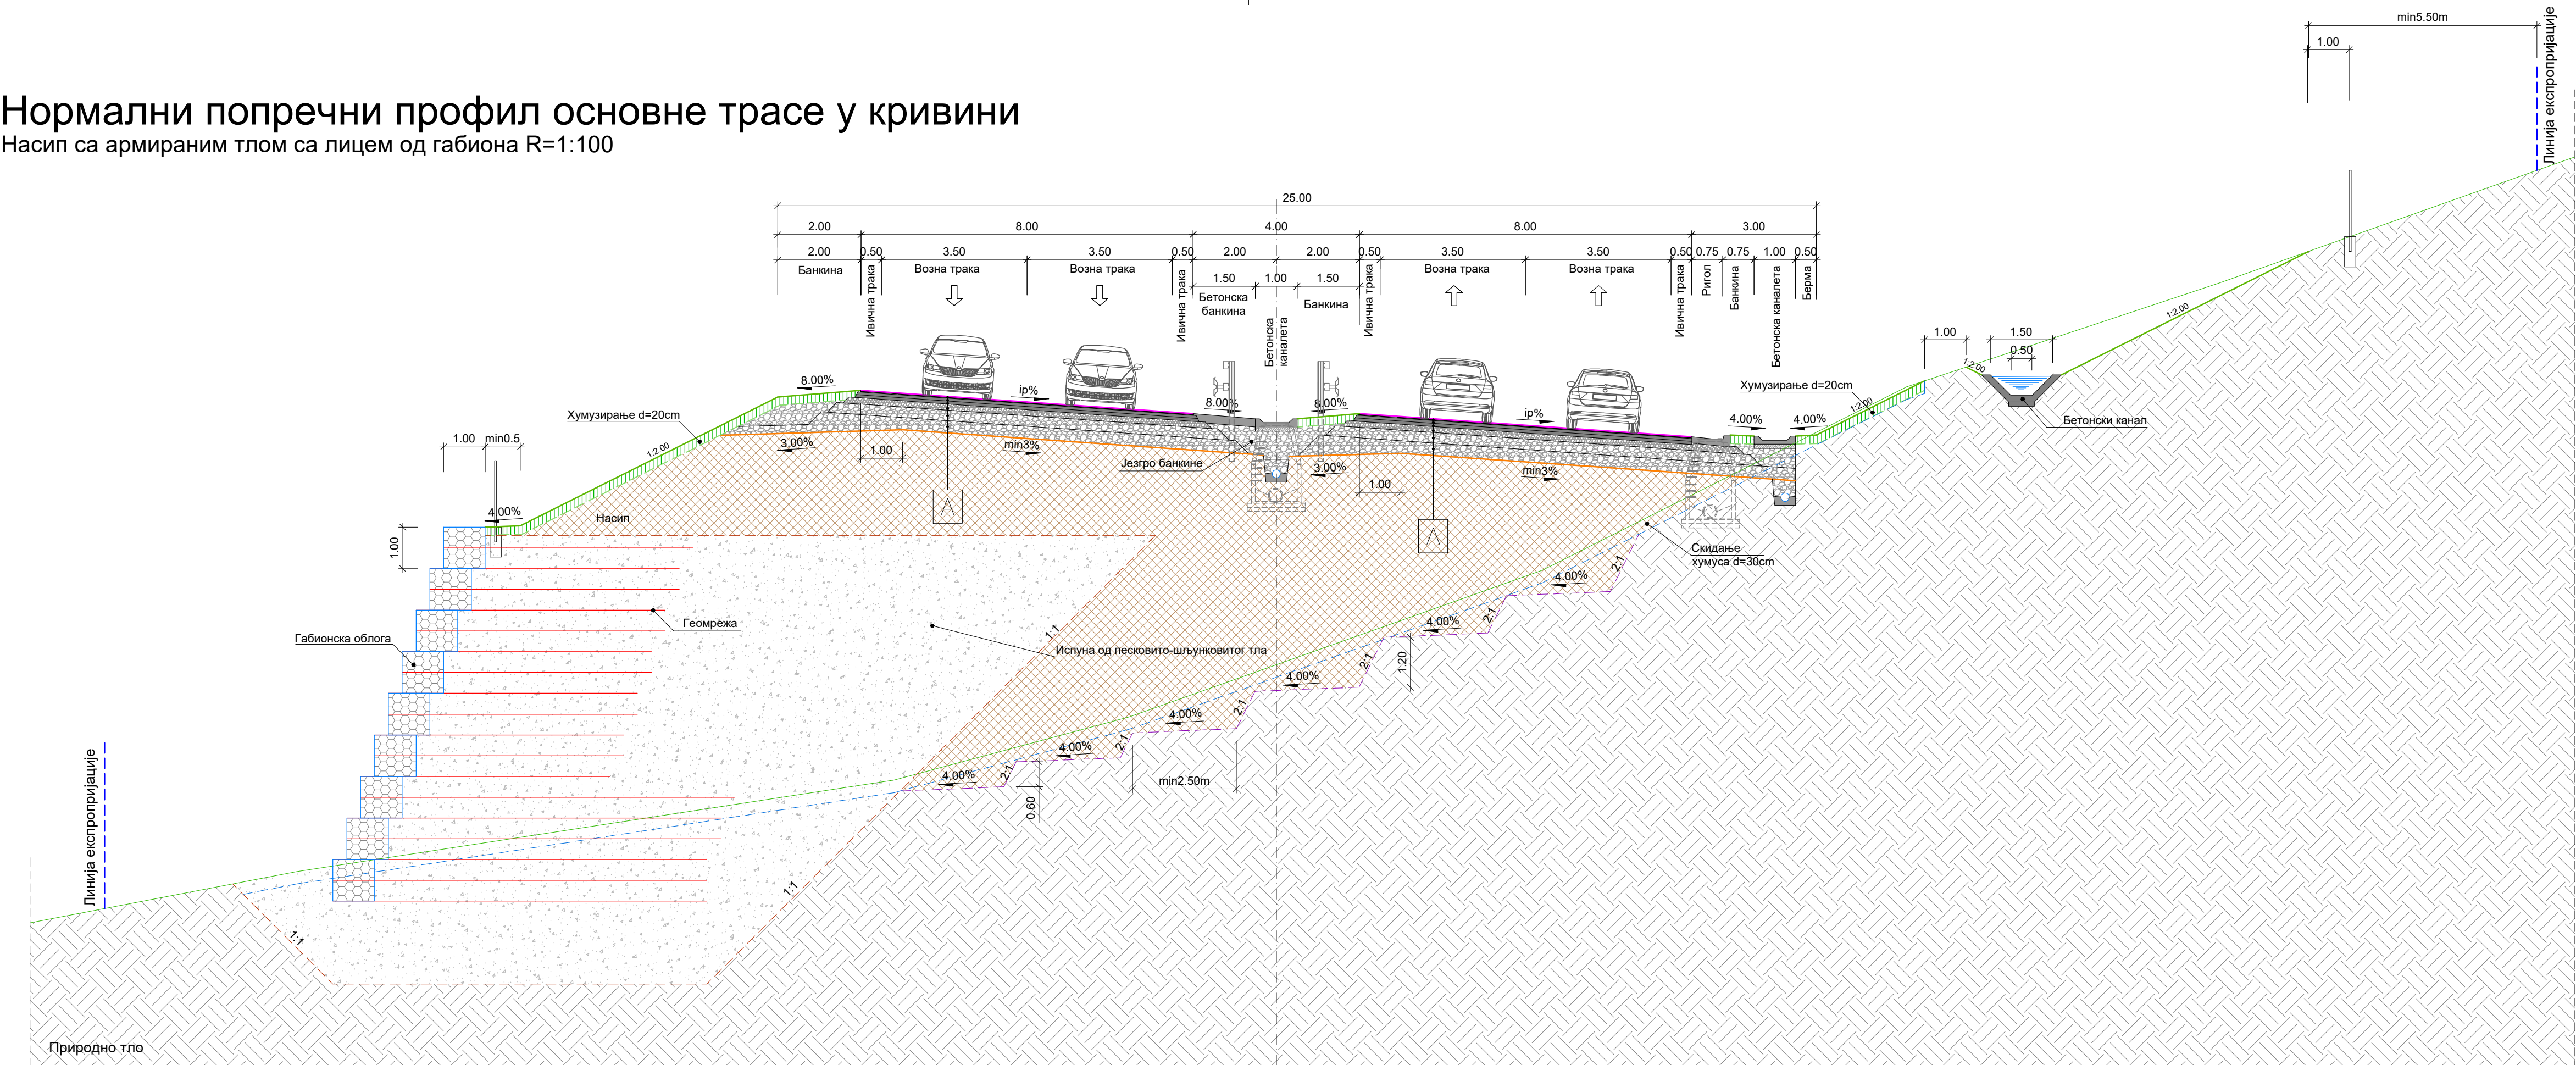 min5.50m
1.00
Линија експропријације
Нормални попречни профил основне трасе у кривини
Насип са армираним тлом са лицем од габиона R=1:100
25.00
2.00 8.00 4.00 8.00 3.00
2.00 0.50 3.50 3.50 0.50 2.00 2.00 0.50 3.50 3.50 0.50 0.75 0.75 1.00 0.50
Банкина
Ивична трака
Возна трака
Возна трака
Ивична трака
1.50 1.00 1.50
Бетонска
банкина
Бетонска
каналета
Банкина
Ивична трака
Возна трака
Возна трака
Ивична трака
Ригол
Банкина
Бетонска каналета
Берма
1:2.00
1.00 1.50
0.50
1:2.00
8.00%
ip%
8.00%
8.00%
ip%
4.00%
4.00%
Хумузирање d=20cm
1:2.00
Бетонски канал
Хумузирање d=20cm
1:2.00
1.00 min0.5
3.00%
1.00
min3%
Језгро банкине
3.00%
1.00
min3%
A
A
4.00%
Насип
1.00
Скидање
хумуса d=30cm
Геомрежа
Габионска облога
Испуна од песковито-шљунковитог тла
1:1
4.00%
2:1
4.00%
2:1
1.20
4.00%
2:1
4.00%
2:1
4.00%
2:1
min2.50m
4.00%
2:1
0.60
Линија експропријације
1:1
1:1
Природно тло